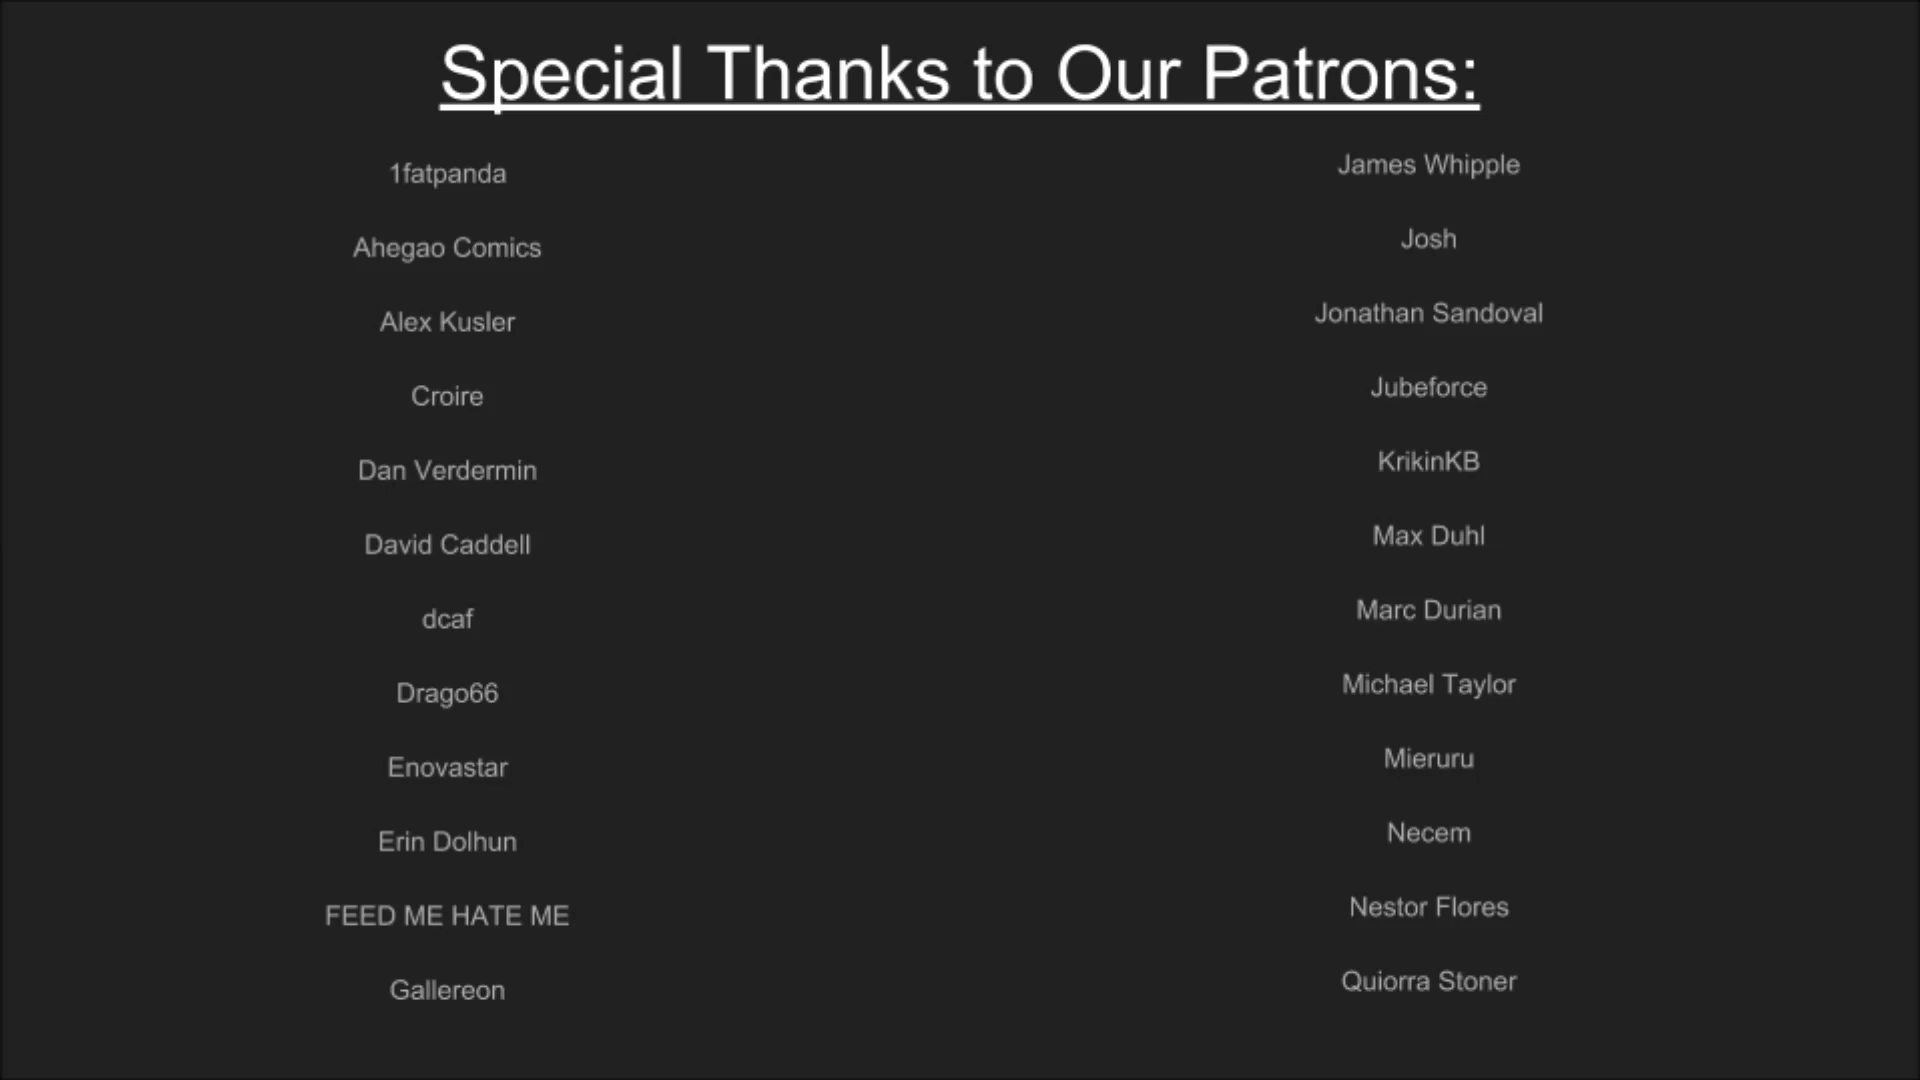 Special Thanks to Our Patrons:
1fatpanda
Ahegao Comics
Alex Kusler
Croire
Dan Verdermin
David Caddell
dcaf
Drago66
Enovastar
Erin Dolhun
FEED ME HATE ME
Gallereon
James Whipple
Josh
Jonathan Sandoval
Jubeforce
KrikinKB
Max Duhl
Marc Durian
Michael Taylor
Mieruru
Necem
Nestor Flores
Quiorra Stoner